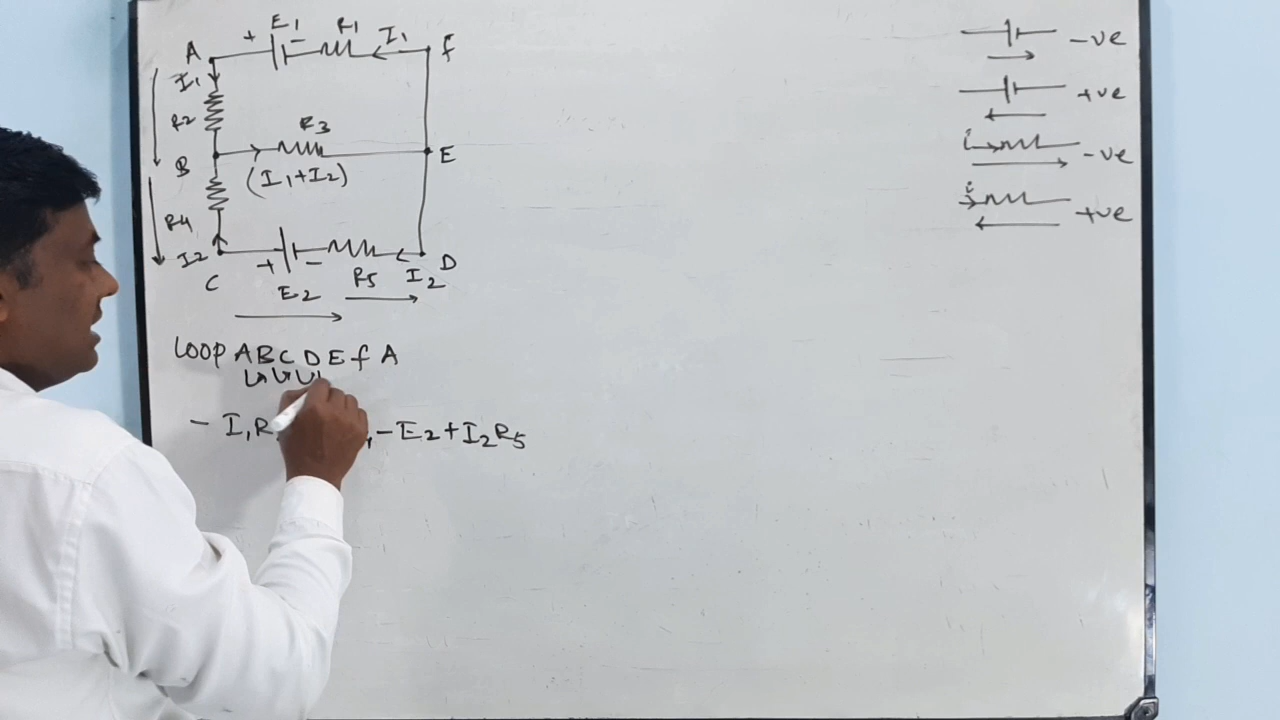 + E1 - R1 I1
A f
I1
R2
R3
B E
(I1+I2)
R4
I2 + - I2 D
C E2 R5
LOOP ABCDEfA
- I1R -E2+I2R5
-ve
+ve
i -ve
i +ve